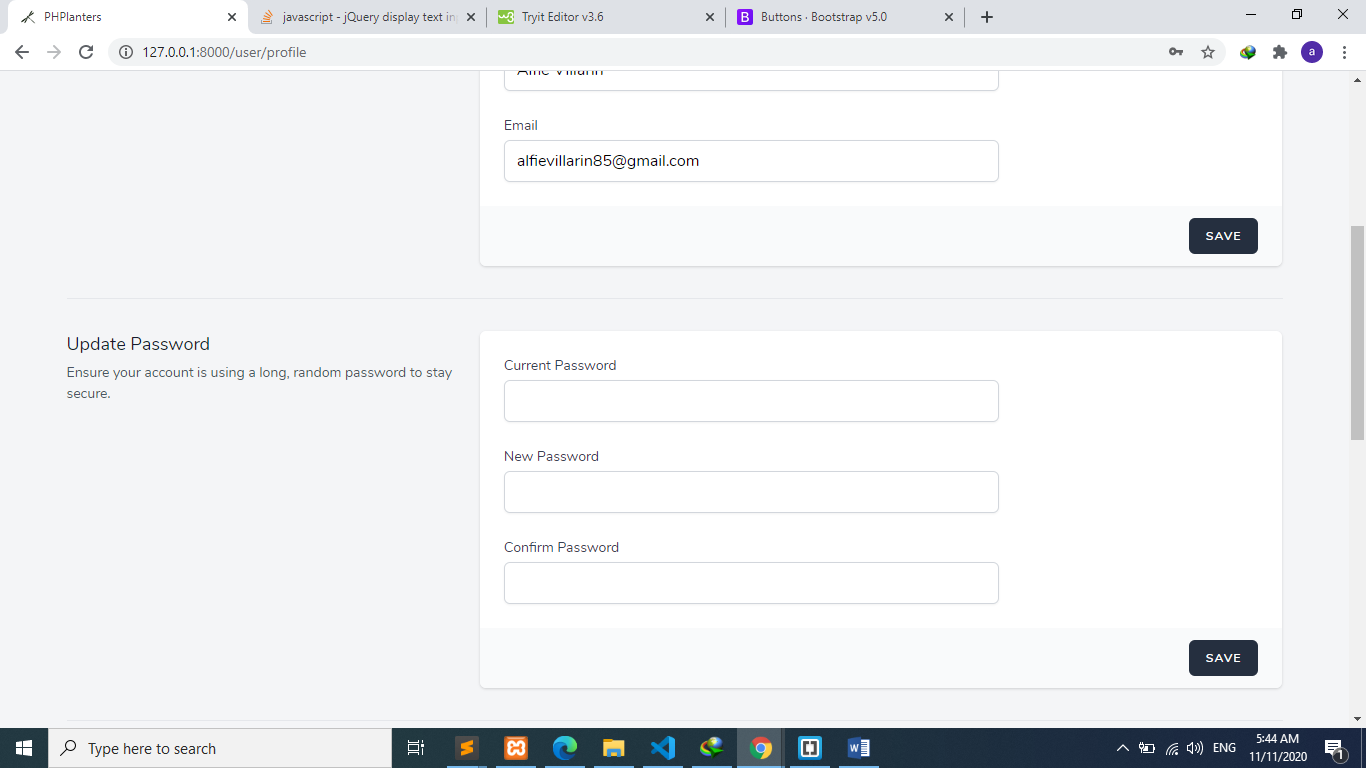 PHPlanters
javascript - jQuery display text in
Tryit Editor v3.6
B Buttons · Bootstrap v5.0
127.0.0.1:8000/user/profile
a
Alfie Villarin
Email
alfievillarin85@gmail.com
SAVE
Update Password
Ensure your account is using a long, random password to stay
secure.
Current Password
New Password
Confirm Password
SAVE
Type here to search
ENG
5:44 AM
11/11/2020
1